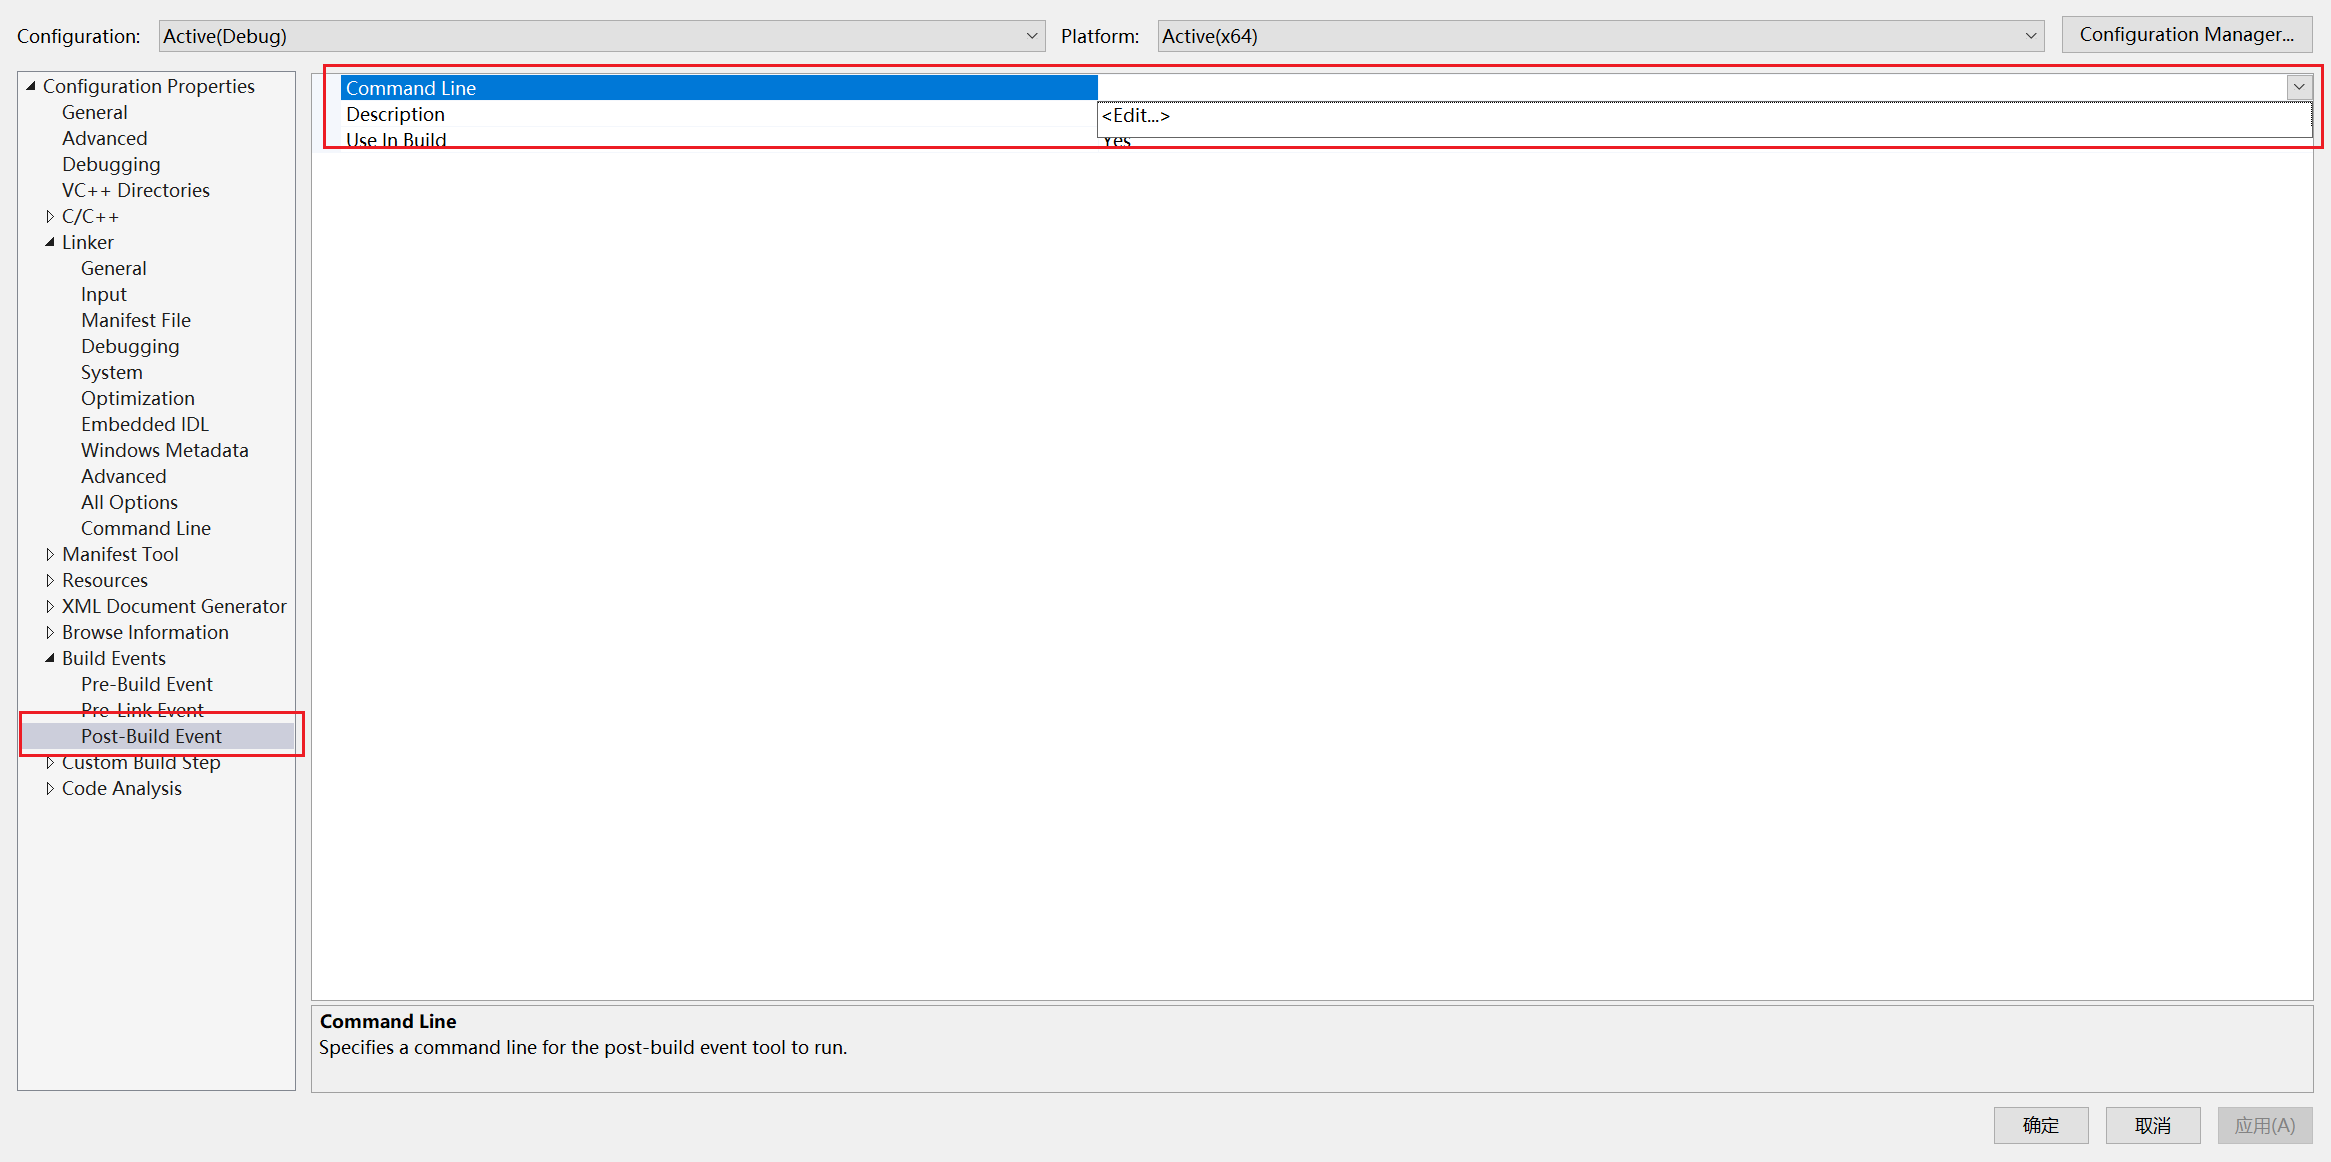 Configuration: Active(Debug) Platform: Active(x64) Configuration Manager...
Configuration Properties
General
Advanced
Debugging
VC++ Directories
C/C++
Linker
General
Input
Manifest File
Debugging
System
Optimization
Embedded IDL
Windows Metadata
Advanced
All Options
Command Line
Manifest Tool
Resources
XML Document Generator
Browse Information
Build Events
Pre-Build Event
Pre-Link Event
Post-Build Event
Custom Build Step
Code Analysis
Command Line
Description <Edit...>
Use In Build Yes
Command Line
Specifies a command line for the post-build event tool to run.
确定 取消 应用(A)